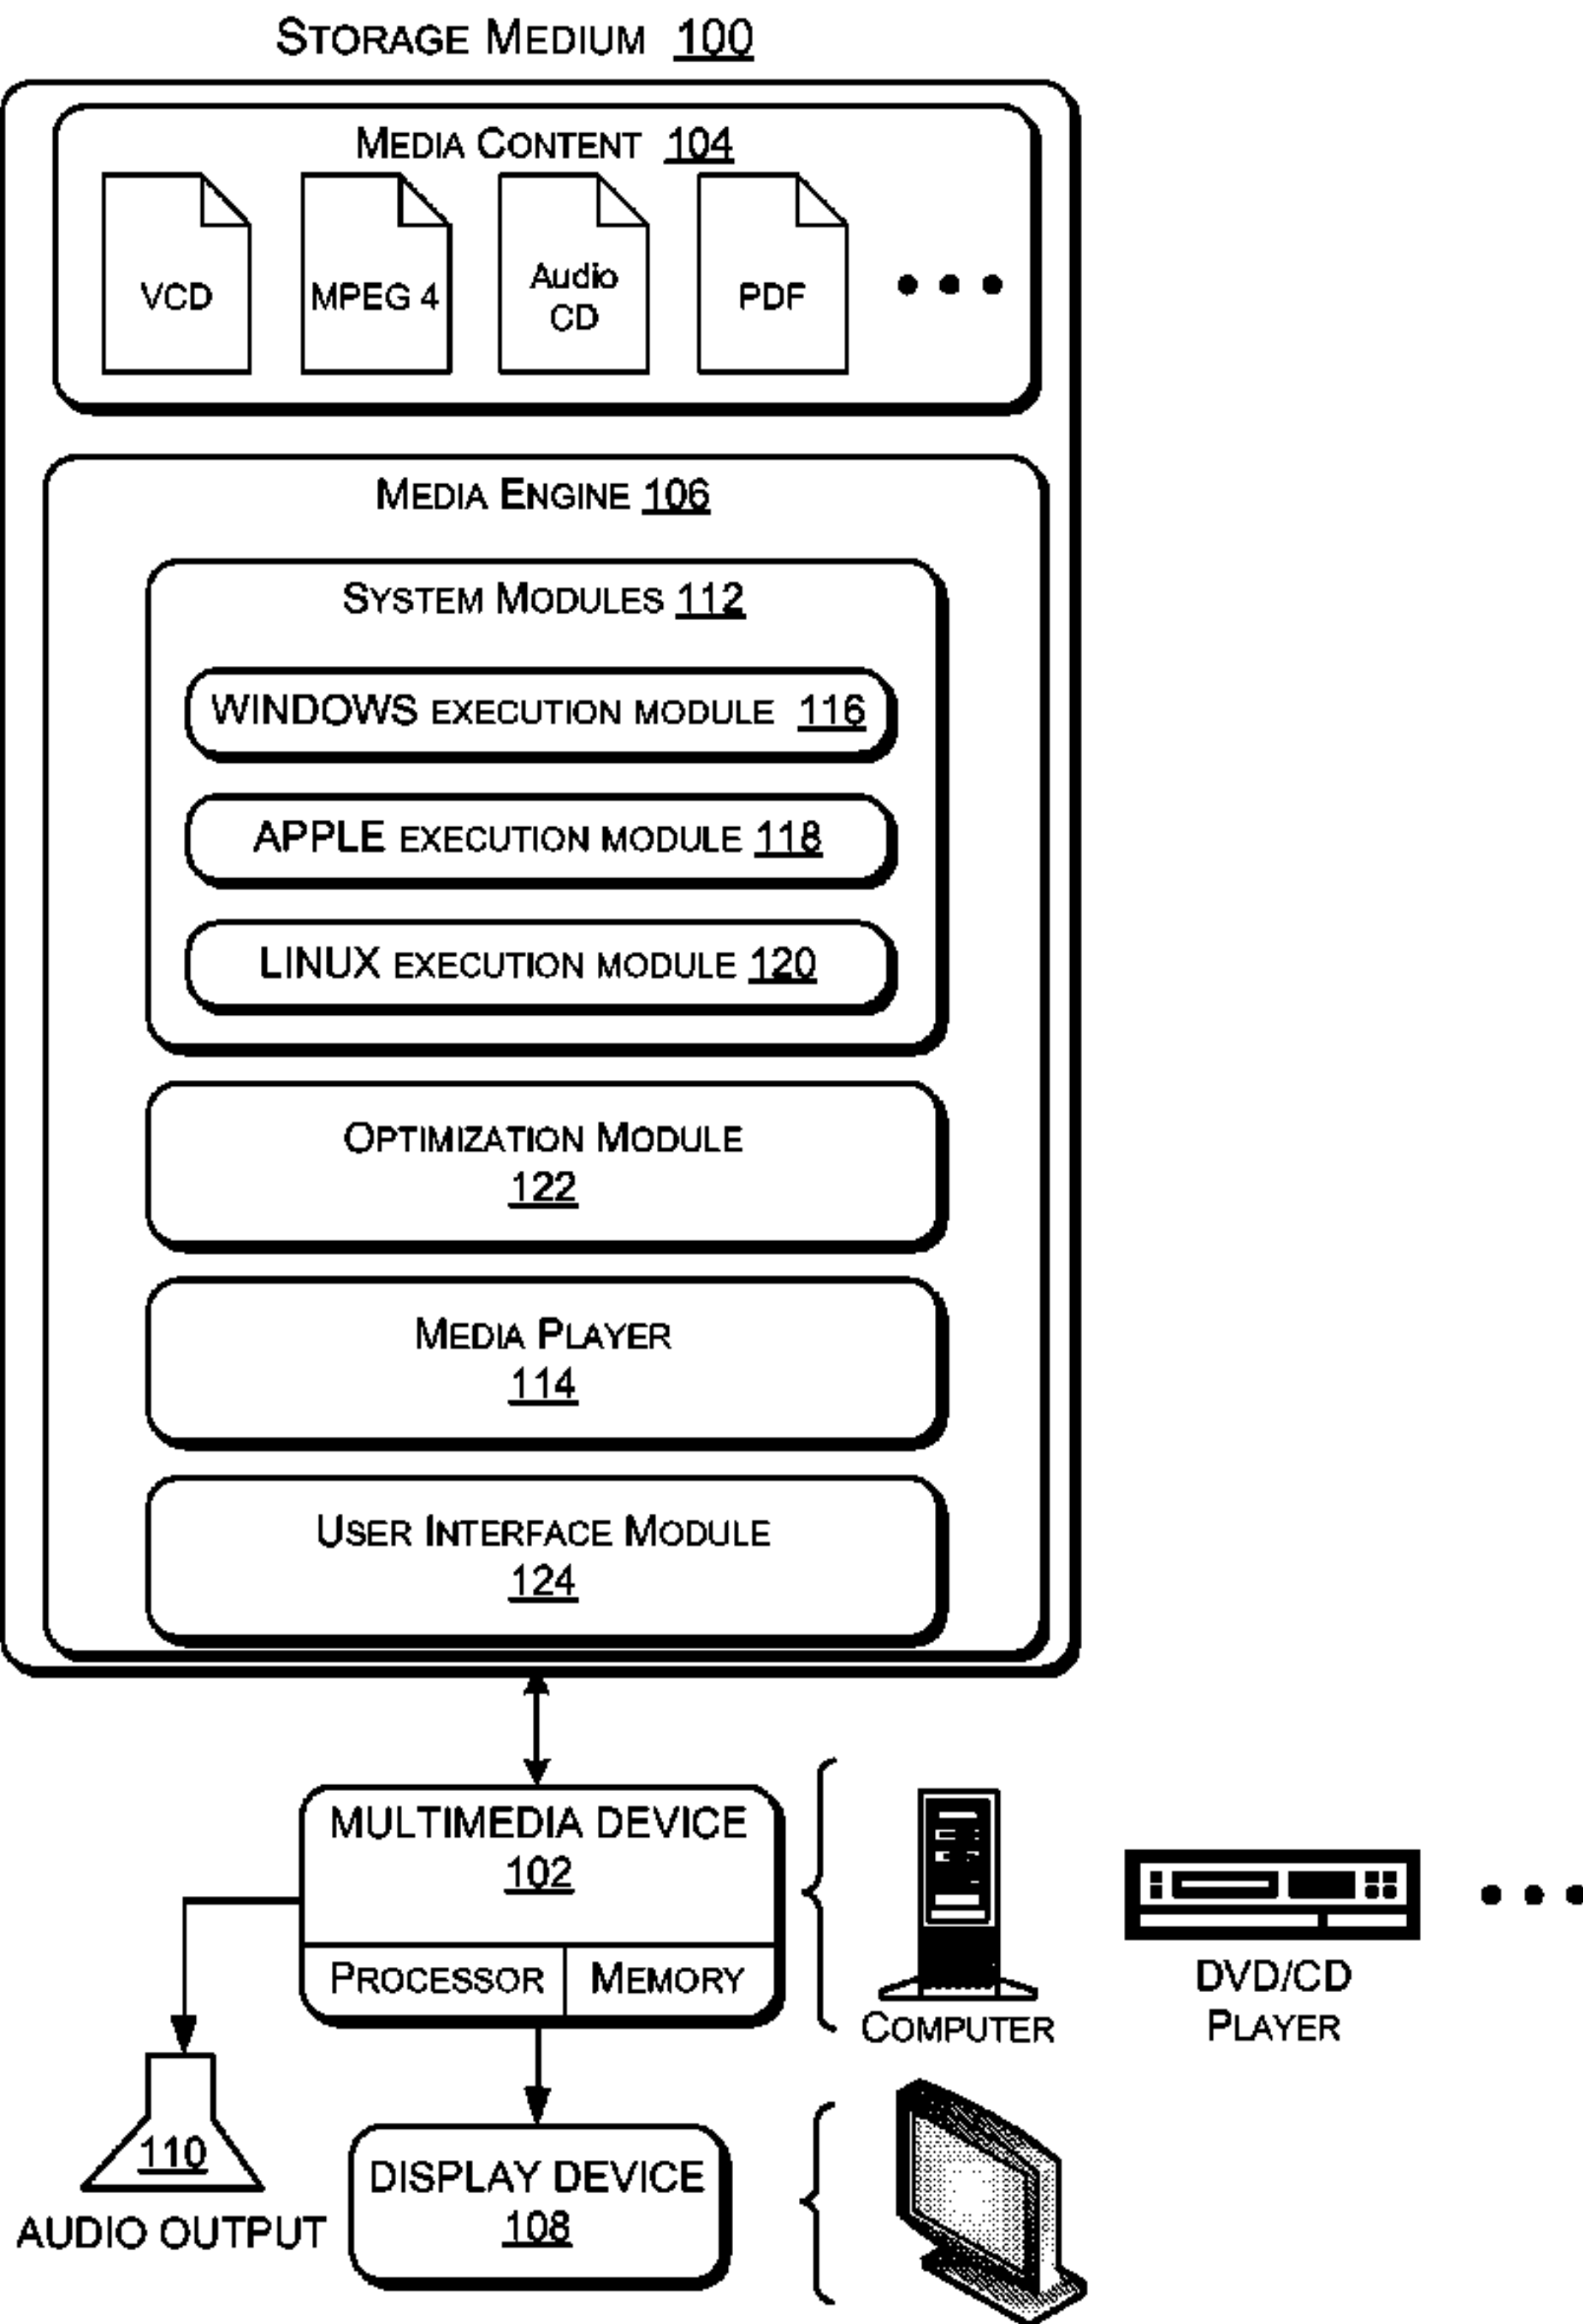 STORAGE MEDIUM 100
MEDIA CONTENT 104
VCD
MPEG 4
Audio
CD
PDF
MEDIA ENGINE 106
SYSTEM MODULES 112
WINDOWS EXECUTION MODULE 116
APPLE EXECUTION MODULE 118
LINUX EXECUTION MODULE 120
OPTIMIZATION MODULE
122
MEDIA PLAYER
114
USER INTERFACE MODULE
124
MULTIMEDIA DEVICE
102
PROCESSOR
MEMORY
COMPUTER
DVD/CD
PLAYER
110
AUDIO OUTPUT
DISPLAY DEVICE
108